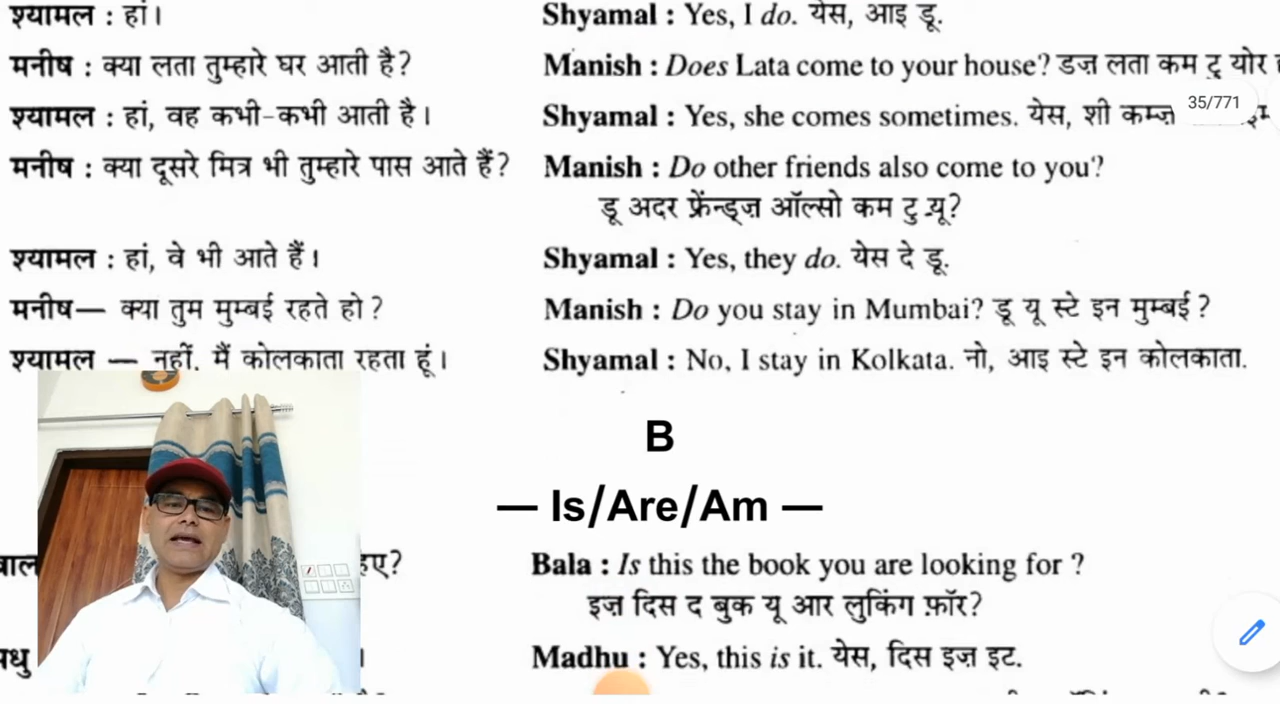 श्यामल : हां। Shyamal : Yes, I do. येस, आइ डू.
मनीष : क्या लता तुम्हारे घर आती है? Manish : Does Lata come to your house? डज़ लता कम टू योर
35/771
श्यामल : हां, वह कभी-कभी आती है। Shyamal : Yes, she comes sometimes. येस, शी कम्ज़
मनीष : क्या दूसरे मित्र भी तुम्हारे पास आते हैं? Manish : Do other friends also come to you?
डू अदर फ्रेंन्ड्ज़ ऑल्सो कम टु यू?
श्यामल : हां, वे भी आते हैं। Shyamal : Yes, they do. येस दे डू.
मनीष— क्या तुम मुम्बई रहते हो? Manish : Do you stay in Mumbai? डू यू स्टे इन मुम्बई?
श्यामल — नहीं, मैं कोलकाता रहता हूं। Shyamal : No, I stay in Kolkata. नो, आइ स्टे इन कोलकाता.
B
— Is/Are/Am —
Bala : Is this the book you are looking for ?
इज़ दिस द बुक यू आर लुकिंग फ़ॉर?
Madhu : Yes, this is it. येस, दिस इज़ इट.